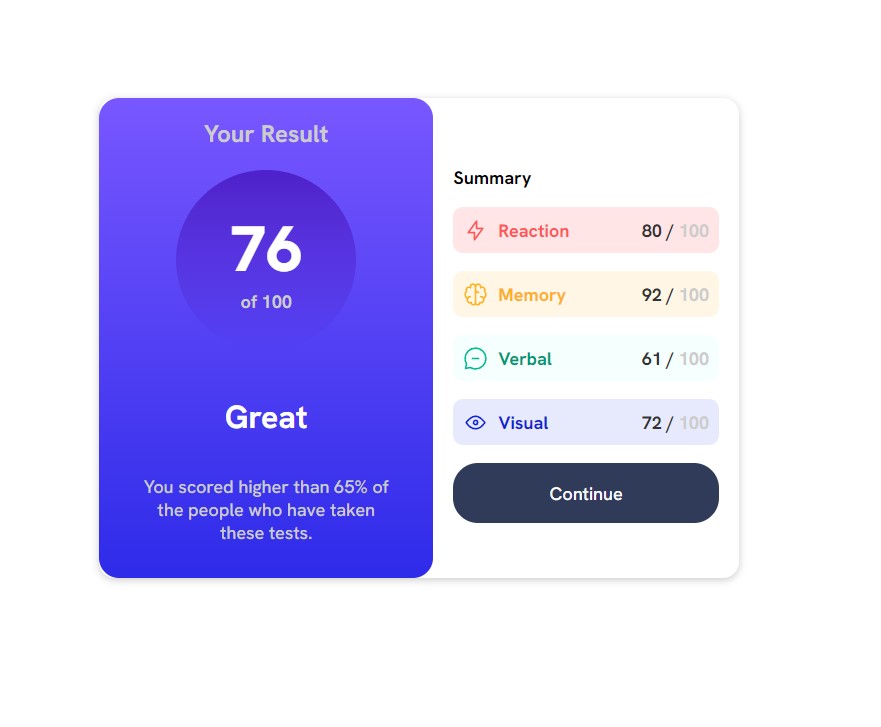 Your Result
76
of 100
Great
You scored higher than 65% of
the people who have taken
these tests.
Summary
Reaction 80 / 100
Memory 92 / 100
Verbal 61 / 100
Visual 72 / 100
Continue